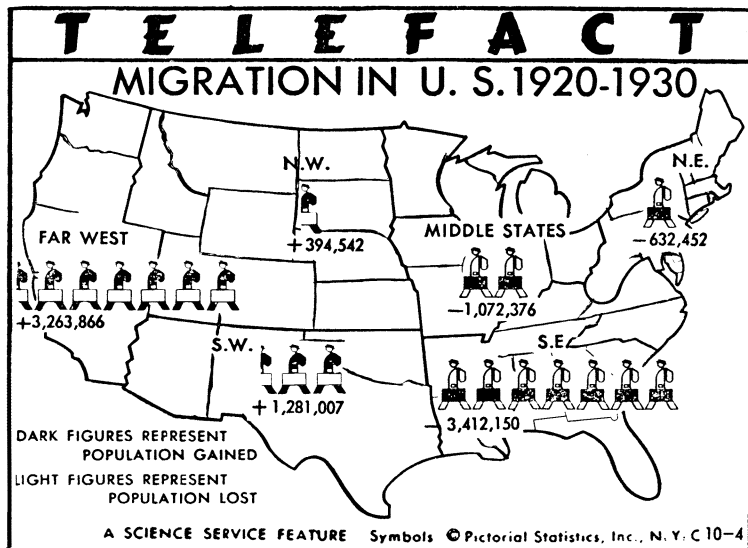 TELEFACT
MIGRATION IN U. S. 1920-1930
N.W.
+394,542
N.E.
-632,452
FAR WEST
+3,263,866
MIDDLE STATES
-1,072,376
S.W.
+1,281,007
S.E.
3,412,150
DARK FIGURES REPRESENT
POPULATION GAINED
LIGHT FIGURES REPRESENT
POPULATION LOST
A SCIENCE SERVICE FEATURE Symbols © Pictorial Statistics, Inc., N. Y. C 10-4